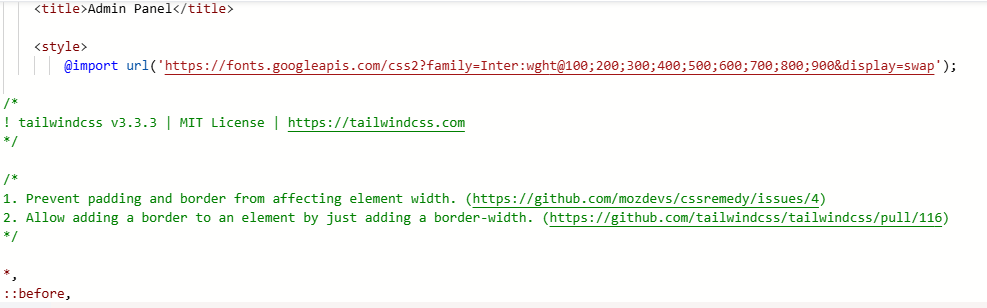 <title>Admin Panel</title>
<style>
@import url('https://fonts.googleapis.com/css2?family=Inter:wght@100;200;300;400;500;600;700;800;900&display=swap');
/*
! tailwindcss v3.3.3 | MIT License | https://tailwindcss.com
*/
/*
1. Prevent padding and border from affecting element width. (https://github.com/mozdevs/cssremedy/issues/4)
2. Allow adding a border to an element by just adding a border-width. (https://github.com/tailwindcss/tailwindcss/pull/116)
*/
*,
::before,